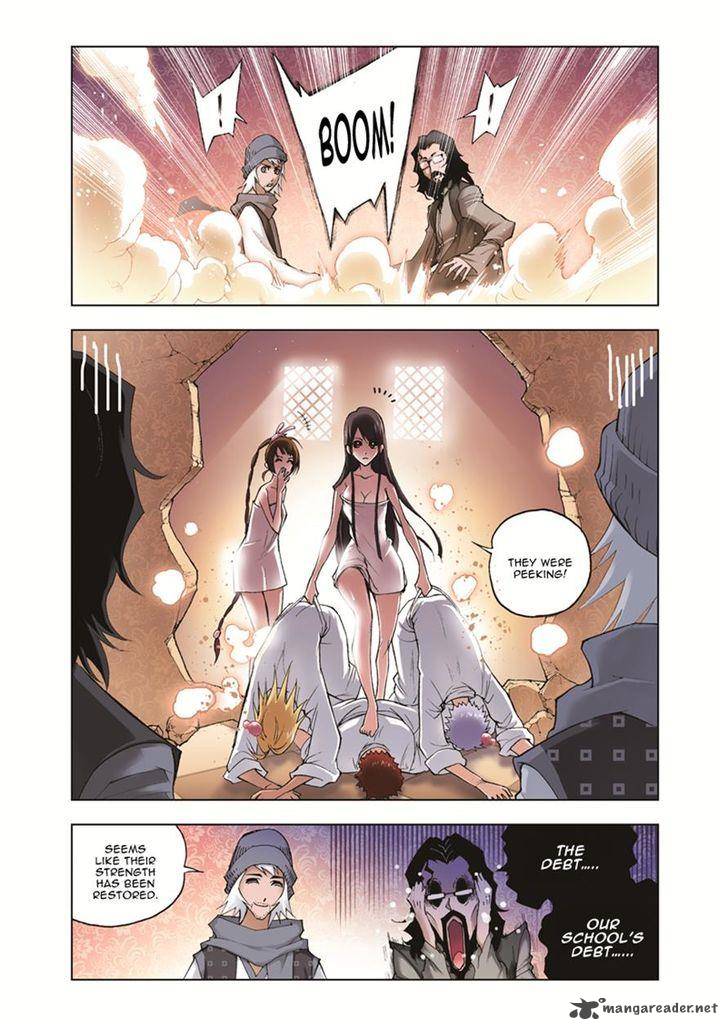 !
BOOM!
!
THEY WERE
PEEKING!
SEEMS
LIKE THEIR
STRENGTH
HAS BEEN
RESTORED.
THE
DEBT.....
OUR
SCHOOL'S
DEBT......
mangareader.net